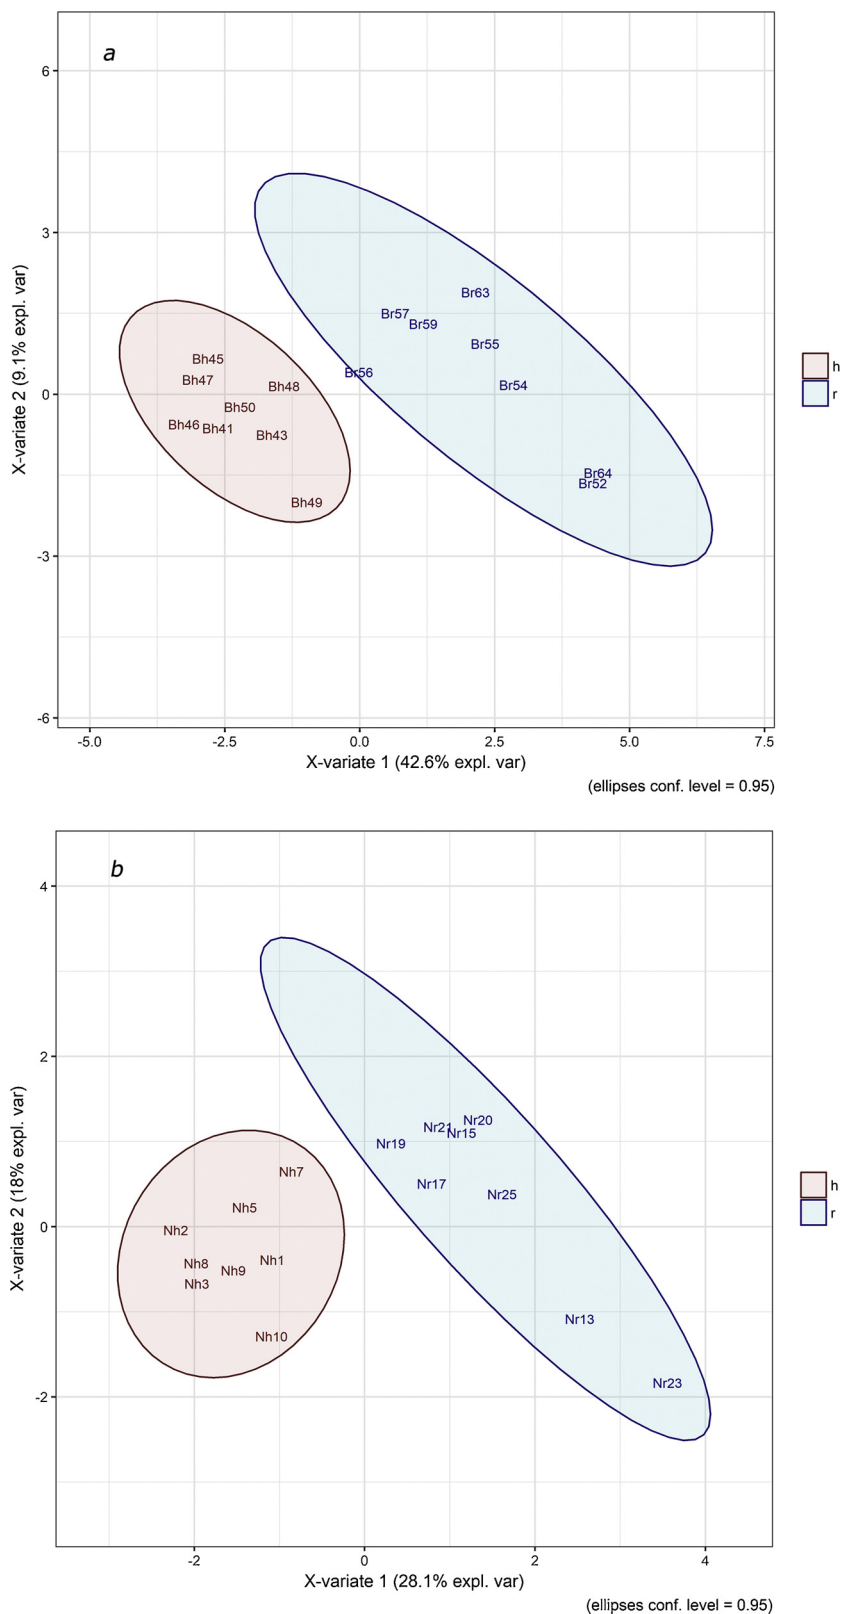 a
6
3
0
-3
-6
X-variate 2 (9.1% expl. var)
Br63
Br57
Br59
Br55
Br56
Br54
Br64
Br52
Bh45
Bh47
Bh48
Bh50
Bh46
Bh41
Bh43
Bh49
h
r
-5.0 -2.5 0.0 2.5 5.0 7.5
X-variate 1 (42.6% expl. var)
(ellipses conf. level = 0.95)
b
4
2
0
-2
X-variate 2 (18% expl. var)
Nr20
Nr21
Nr15
Nr19
Nr17
Nr25
Nr13
Nr23
Nh7
Nh5
Nh2
Nh8
Nh1
Nh9
Nh3
Nh10
h
r
-2 0 2 4
X-variate 1 (28.1% expl. var)
(ellipses conf. level = 0.95)